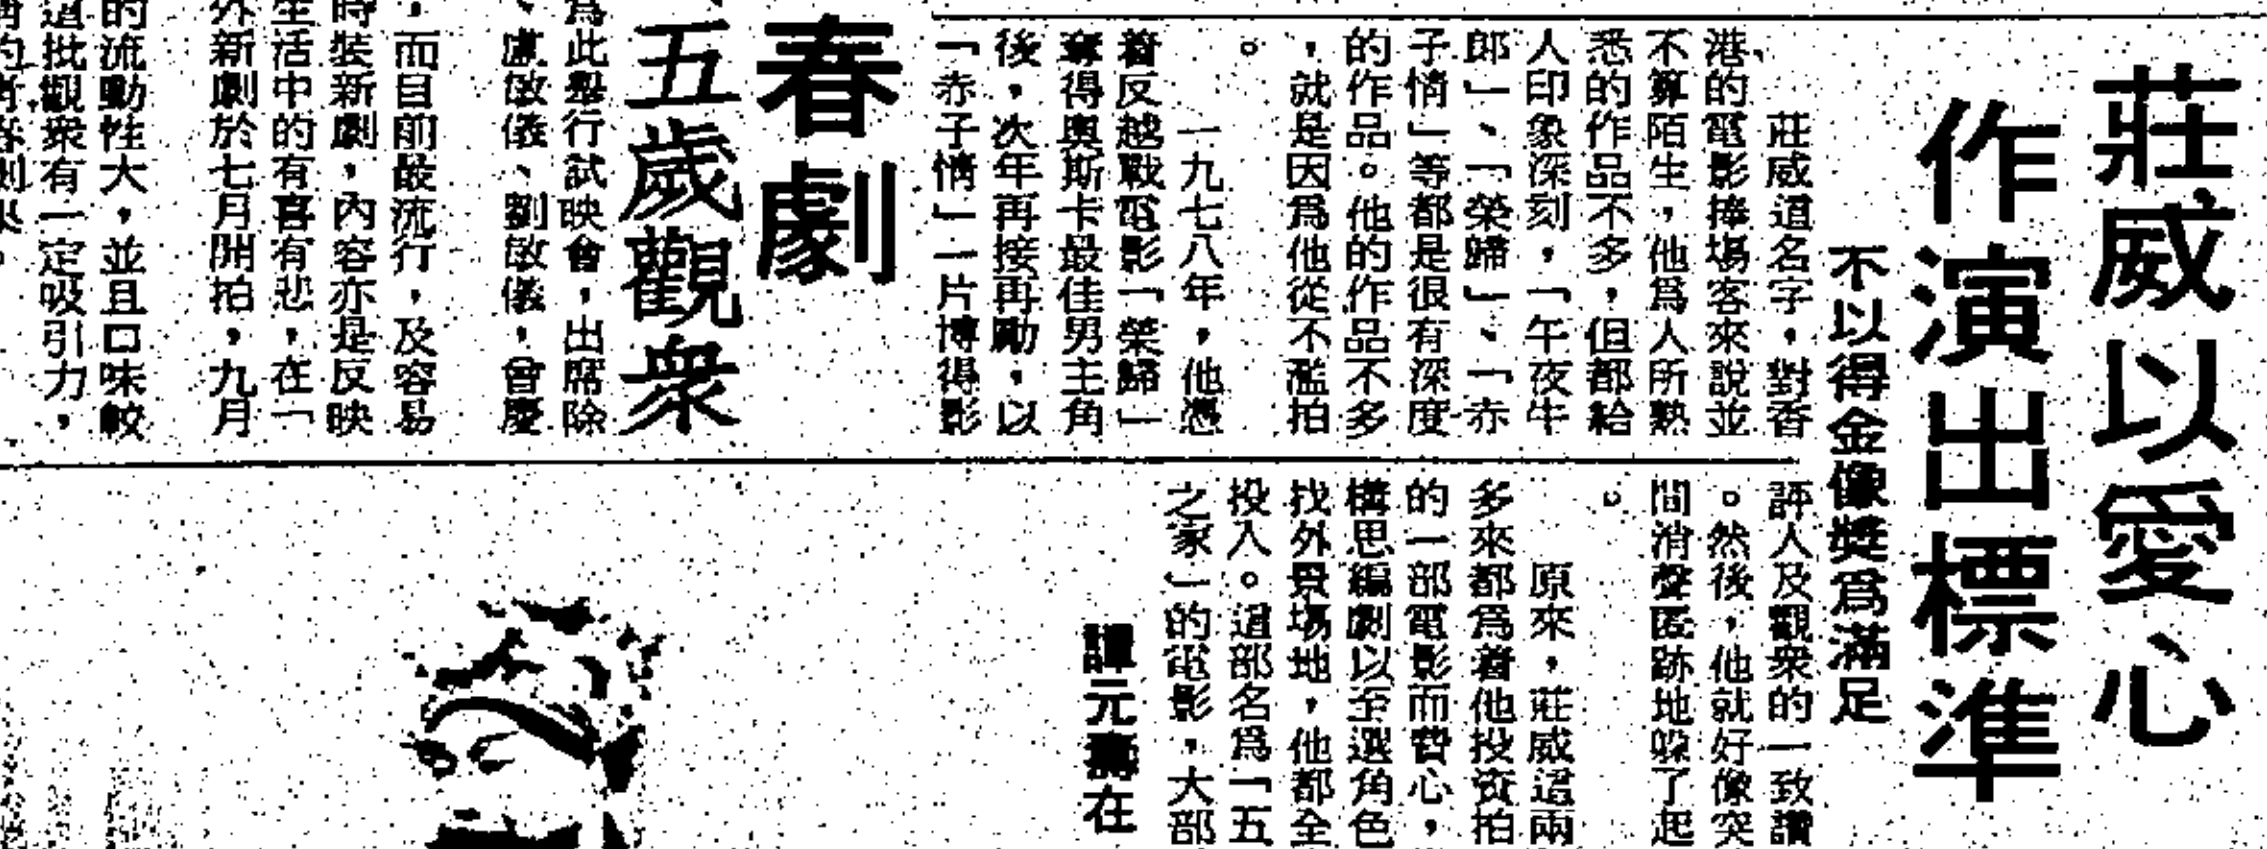 莊威以愛心
作演出標準
不以得金像獎爲滿足
莊威這名字，對香
港的電影捧場客來說並
不算陌生，他爲人所熟
悉的作品不多，但都給
人印象深刻，「午夜牛
郎」、「榮歸」、「赤
子情」等都是很有深度
的作品。他的作品不多
，就是因爲他從不濫拍
。
一九七八年，他憑
着反越戰電影「榮歸」
奪得奧斯卡最佳男主角
後，次年再接再勵，以
「赤子情」一片博得影
評人及觀衆的一致讚
。然後，他就好像突
間消聲匿跡地躱了起
。
原來，莊威這兩
多來都爲着他投資拍
的一部電影而費心，
構思編劇以至選角色
找外景場地，他都全
投入。這部名爲「五
之家」的電影，大部
譚元壽在
春劇
五歲觀衆
爲此舉行試映會，出席除
、盧敏儀、劉敏儀，曾慶
，而目前最流行，及容易
時裝新劇，內容亦是反映
生活中的有喜有悲，在「
外新劇於七月開拍，九月
的流動性大，並且口味較
這批觀衆有一定吸引力，